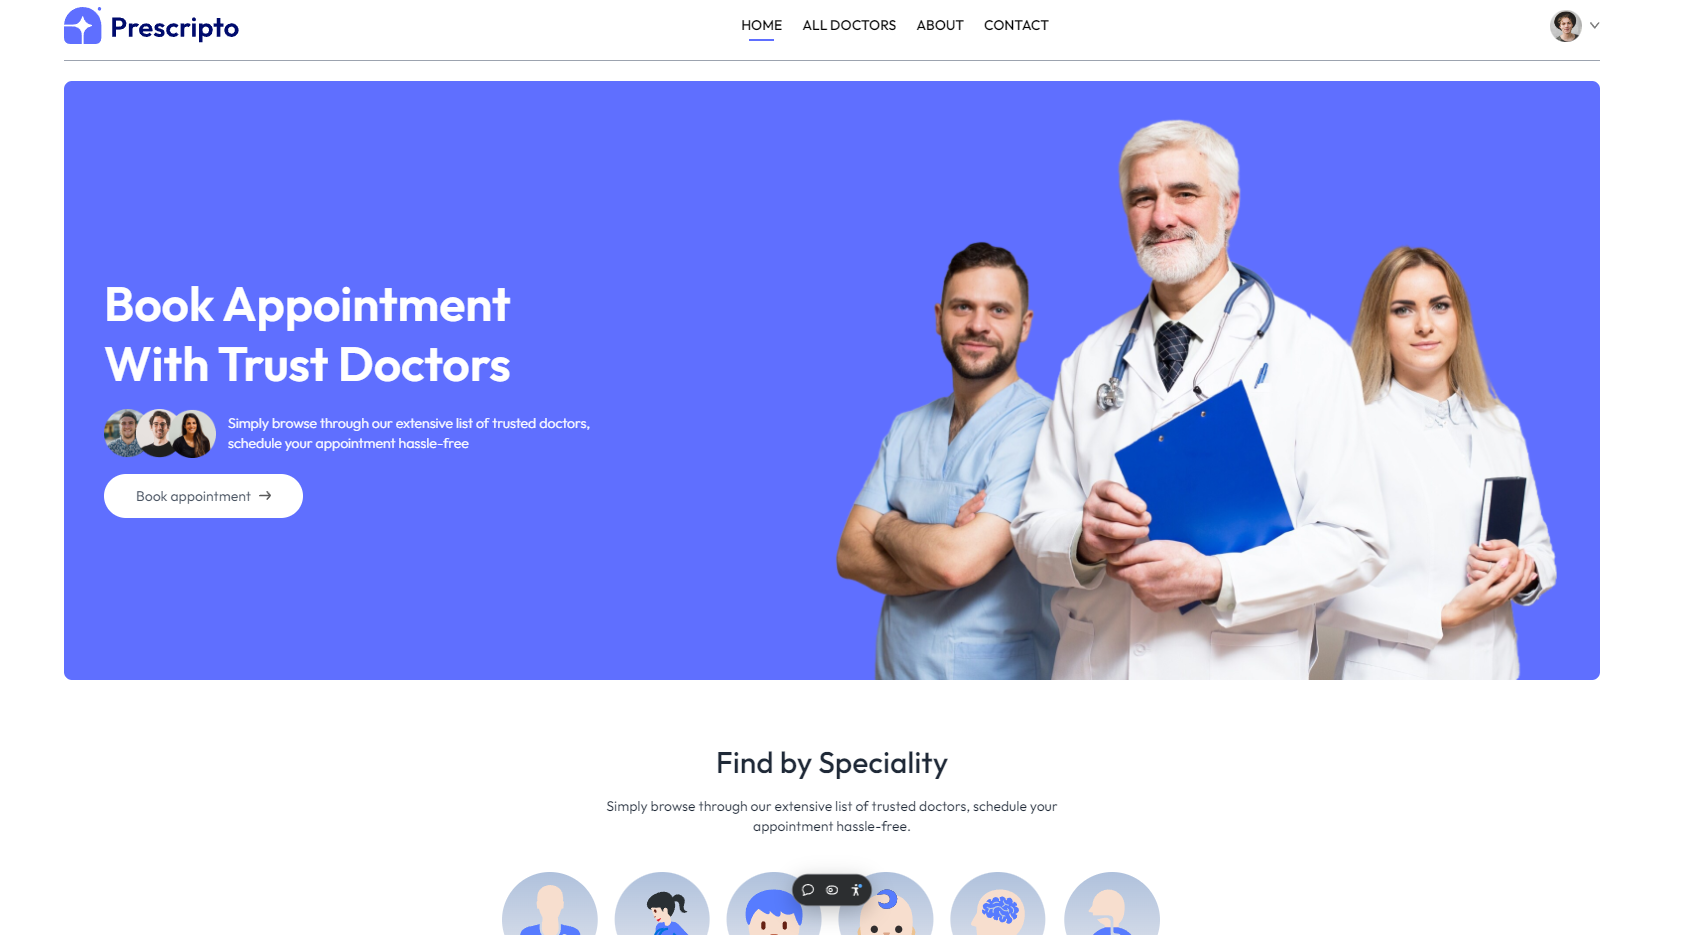 Prescripto
HOME
ALL DOCTORS
ABOUT
CONTACT
Book Appointment
With Trust Doctors
Simply browse through our extensive list of trusted doctors,
schedule your appointment hassle-free
Book appointment →
Find by Speciality
Simply browse through our extensive list of trusted doctors, schedule your
appointment hassle-free.